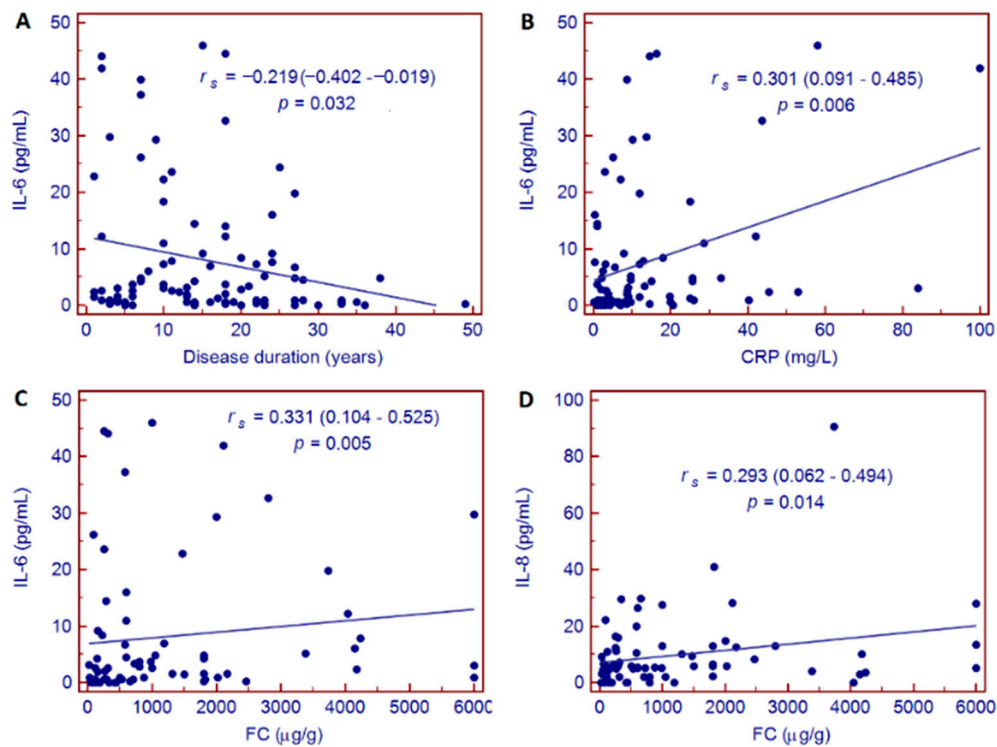 A
50
40
30
20
10
0
IL-6 (pg/mL)
r s = −0.219(−0.402 -−0.019)
p = 0.032
0 10 20 30 40 50
Disease duration (years)
B
50
40
30
20
10
0
IL-6 (pg/mL)
r s = 0.301 (0.091 - 0.485)
p = 0.006
0 20 40 60 80 100
CRP (mg/L)
C
50
40
30
20
10
0
IL-6 (pg/mL)
r s = 0.331 (0.104 - 0.525)
p = 0.005
0 1000 2000 3000 4000 5000 6000
FC (µg/g)
D
100
80
60
40
20
0
IL-8 (pg/mL)
r s = 0.293 (0.062 - 0.494)
p = 0.014
0 1000 2000 3000 4000 5000 6000
FC (µg/g)